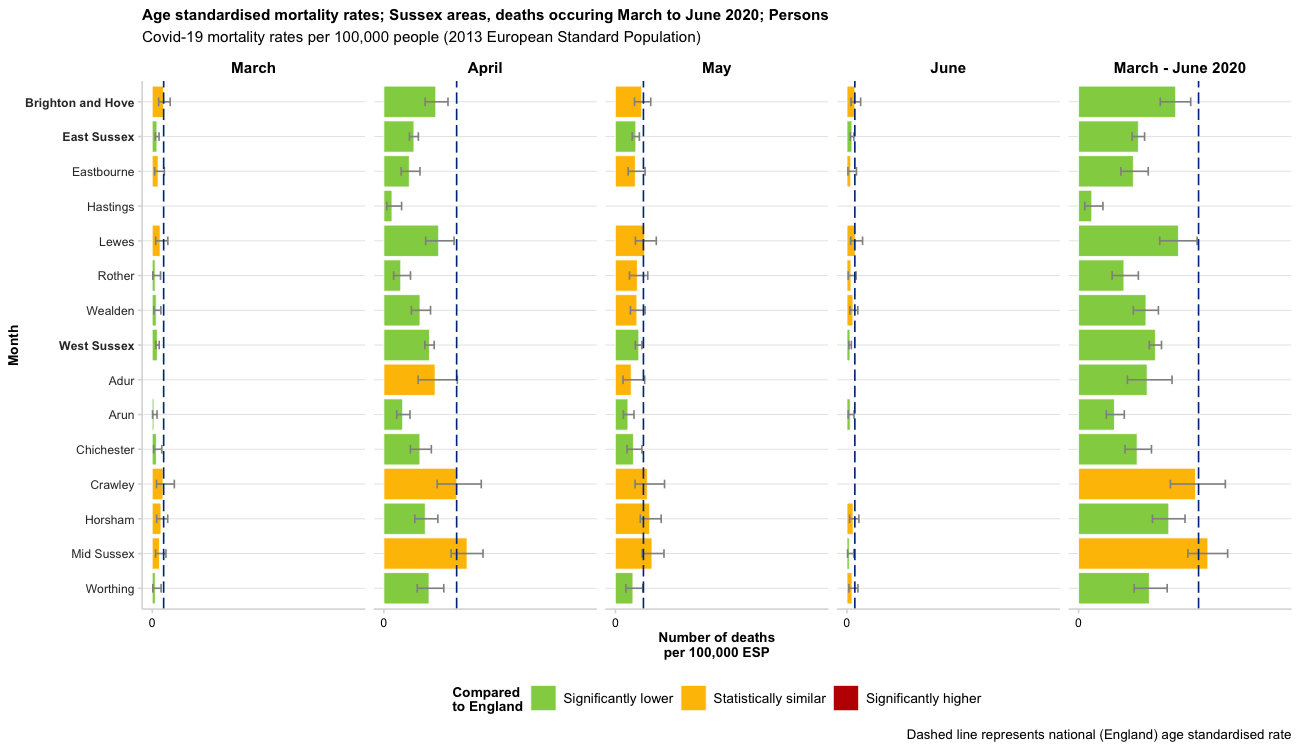 Age standardised mortality rates; Sussex areas, deaths occuring March to June 2020; Persons
Covid-19 mortality rates per 100,000 people (2013 European Standard Population)
March April May June March - June 2020
Month
Brighton and Hove
East Sussex
Eastbourne
Hastings
Lewes
Rother
Wealden
West Sussex
Adur
Arun
Chichester
Crawley
Horsham
Mid Sussex
Worthing
0 0 0 0 0
Number of deaths
per 100,000 ESP
Compared
to England
Significantly lower Statistically similar Significantly higher
Dashed line represents national (England) age standardised rate